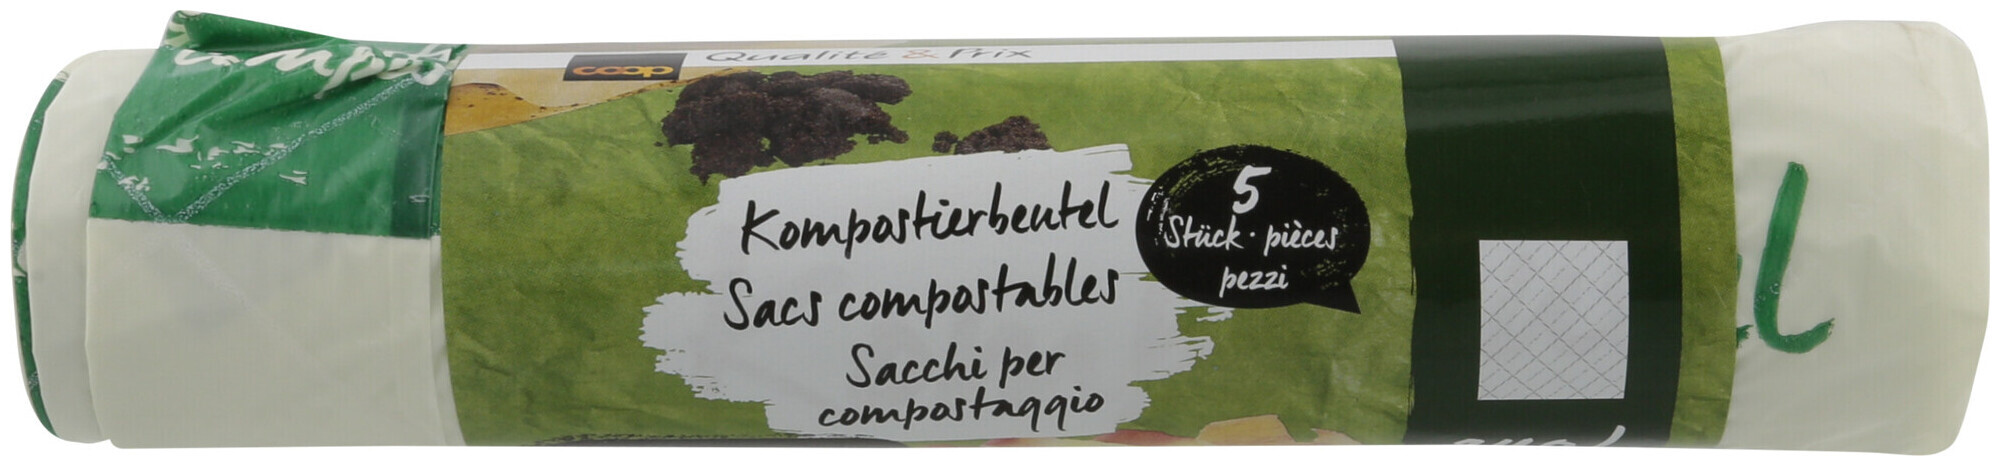 coop Qualité & Prix
Kompostierbeutel
Sacs compostables
Sacchi per
compostaggio
5
Stück · pièces
pezzi